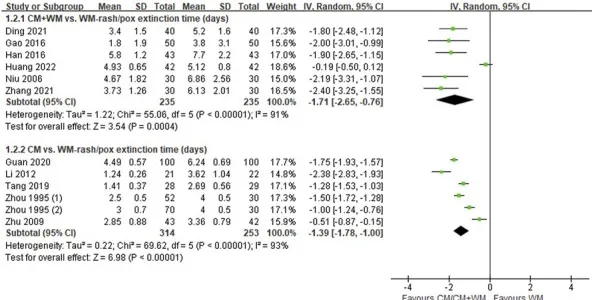 Study or Subgroup Mean SD Total Mean SD Total Weight IV, Random, 95% CI IV, Random, 95% CI
1.2.1 CM+WM vs. WM-rash/pox extinction time (days)
Ding 2021 3.4 1.5 40 5.2 1.6 40 17.3% -1.80 [-2.48, -1.12]
Gao 2016 1.8 1.9 50 3.8 3.1 50 16.5% -2.00 [-3.01, -0.99]
Han 2016 5.8 1.2 43 7.7 2.2 43 17.1% -1.90 [-2.65, -1.15]
Huang 2022 4.93 0.65 42 5.12 0.8 42 18.2% -0.19 [-0.50, 0.12]
Niu 2006 4.67 1.82 30 6.86 2.56 30 16.1% -2.19 [-3.31, -1.07]
Zhang 2021 3.73 1.26 30 6.13 2.01 30 16.8% -2.40 [-3.25, -1.55]
Subtotal (95% CI) 235 235 100.0% -1.71 [-2.65, -0.76]
Heterogeneity: Tau² = 1.22; Chi² = 55.06, df = 5 (P < 0.00001); I² = 91%
Test for overall effect: Z = 3.54 (P = 0.0004)
1.2.2 CM vs. WM-rash/pox extinction time (days)
Guan 2020 4.49 0.57 100 6.24 0.69 100 17.7% -1.75 [-1.93, -1.57]
Li 2012 1.24 0.26 21 3.62 1.04 22 15.4% -2.38 [-2.83, -1.93]
Tang 2019 1.41 0.37 28 2.69 0.56 29 17.3% -1.28 [-1.53, -1.03]
Zhou 1995 (1) 2.5 0.5 52 4 0.5 30 17.4% -1.50 [-1.72, -1.28]
Zhou 1995 (2) 3 0.7 70 4 0.5 30 17.3% -1.00 [-1.24, -0.76]
Zhu 2009 2.85 0.88 43 3.36 0.79 42 16.0% -0.51 [-0.87, -0.15]
Subtotal (95% CI) 314 253 100.0% -1.39 [-1.78, -1.00]
Heterogeneity: Tau² = 0.22; Chi² = 69.62, df = 5 (P < 0.00001); I² = 93%
Test for overall effect: Z = 6.98 (P < 0.00001)
-4 -2 0 2 4
Favours CM/CM+WM Favours WM